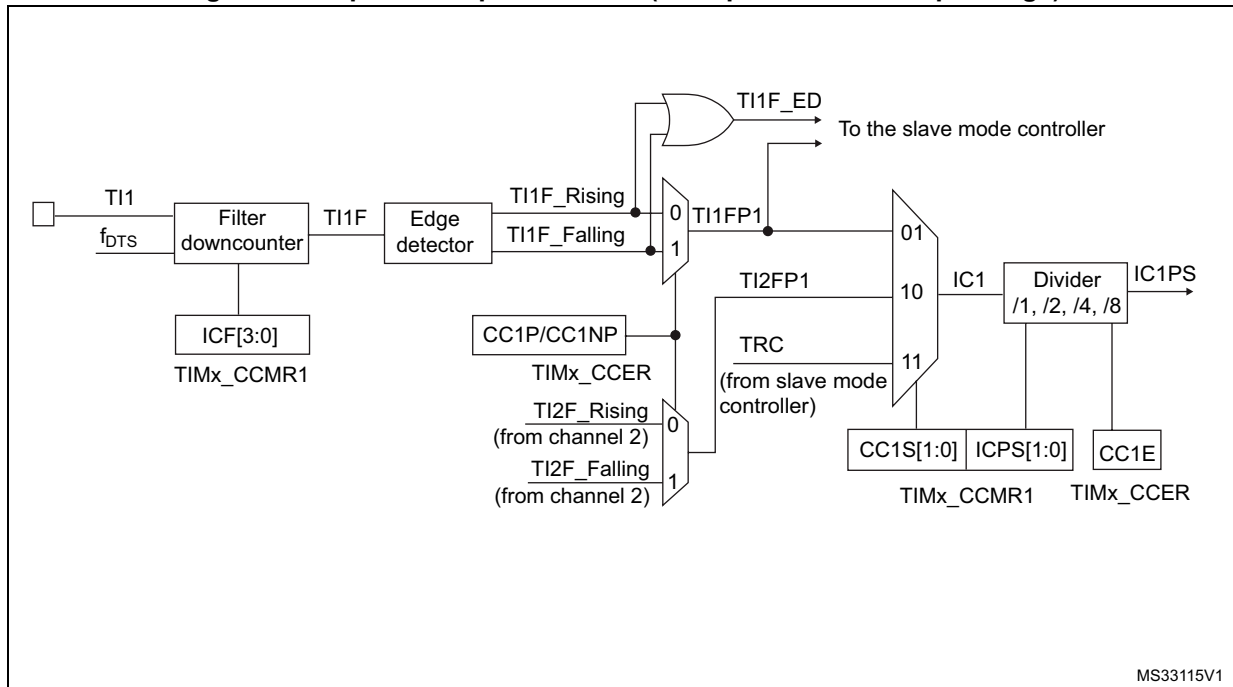 TI1F_ED
To the slave mode controller
TI1
f_DTS
Filter
downcounter
TI1F
Edge
detector
TI1F_Rising
TI1F_Falling
0
1
TI1FP1
01
TI2FP1
10
TRC
11
(from slave mode
controller)
IC1
Divider
/1, /2, /4, /8
IC1PS
ICF[3:0]
TIMx_CCMR1
CC1P/CC1NP
TIMx_CCER
TI2F_Rising
(from channel 2)
TI2F_Falling
(from channel 2)
0
1
CC1S[1:0]
ICPS[1:0]
CC1E
TIMx_CCMR1
TIMx_CCER
MS33115V1